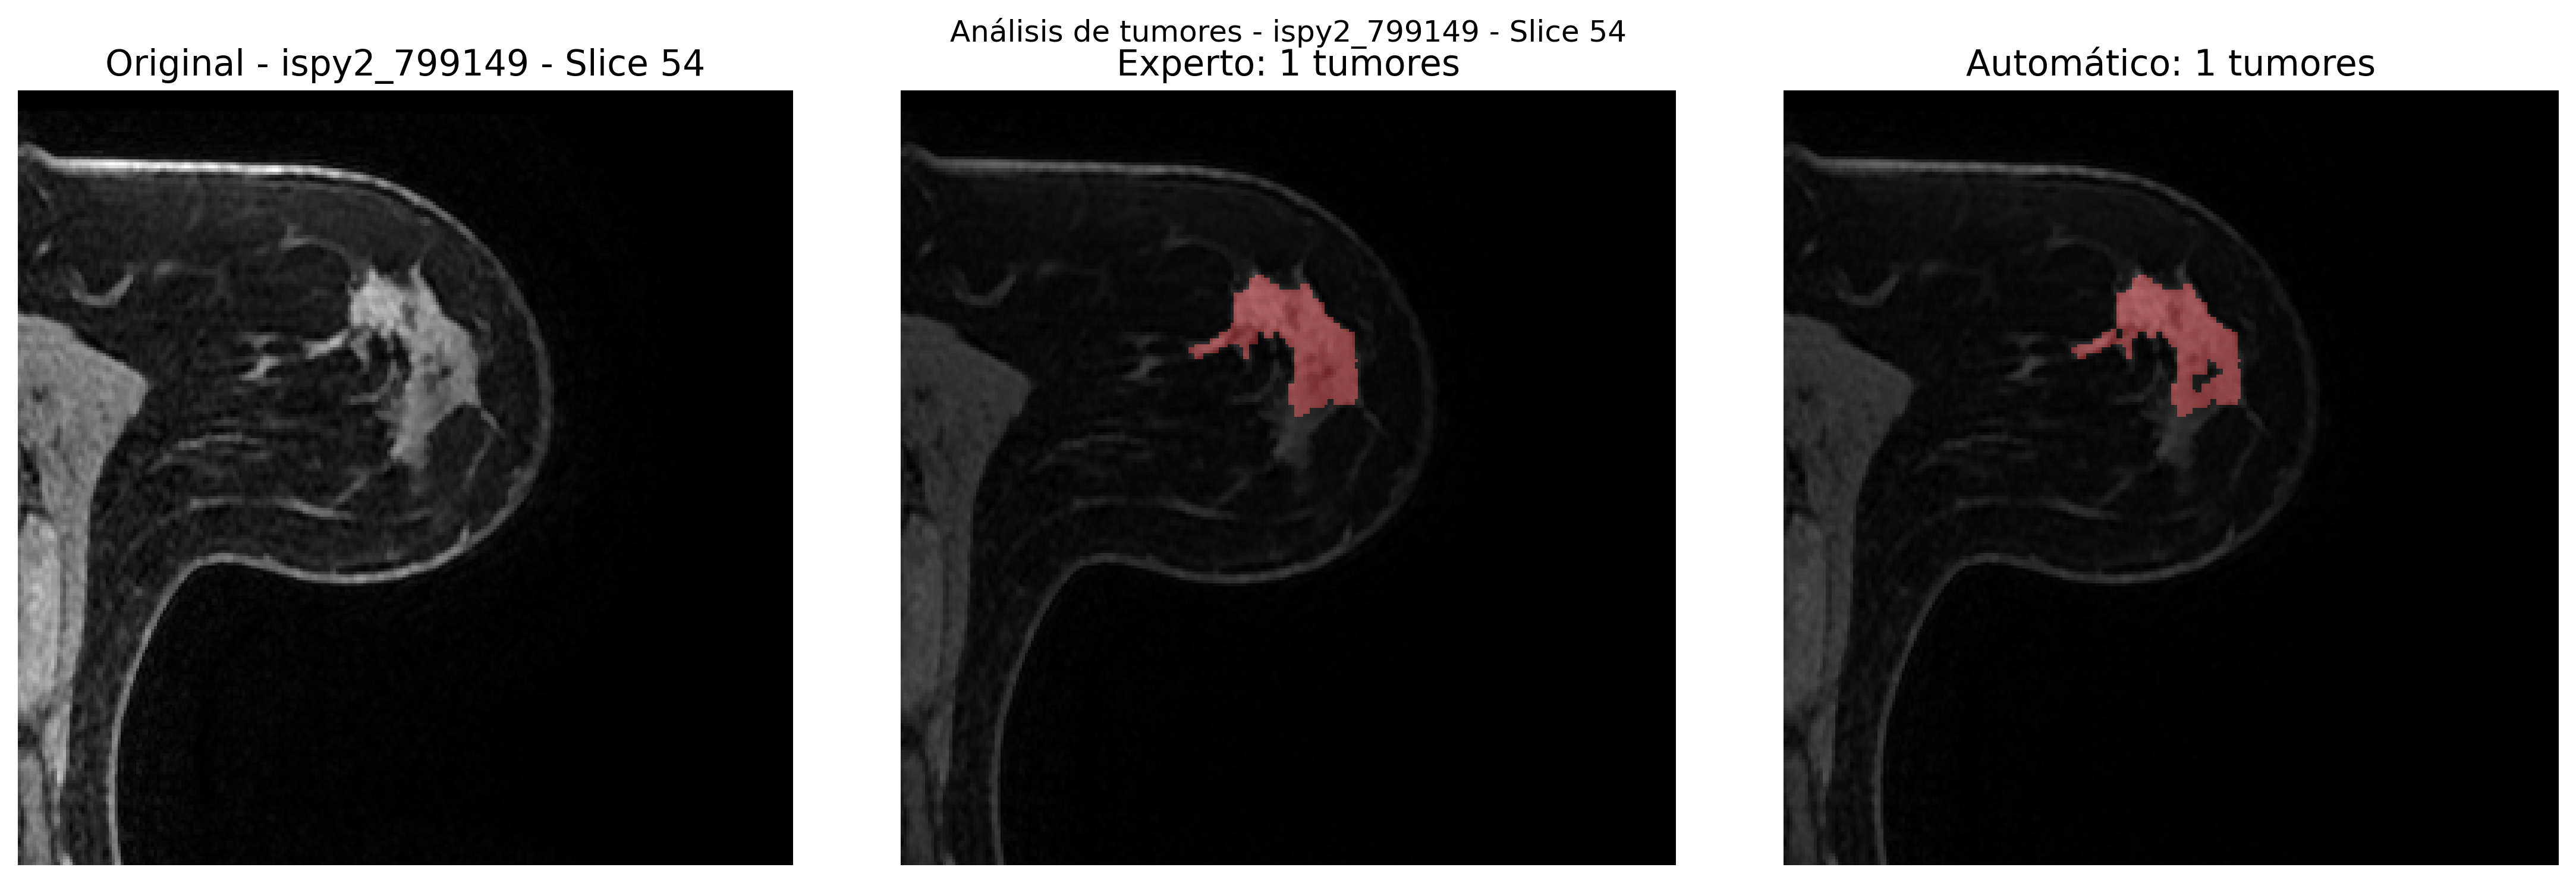 Análisis de tumores - ispy2_799149 - Slice 54
Original - ispy2_799149 - Slice 54
Experto: 1 tumores
Automático: 1 tumores